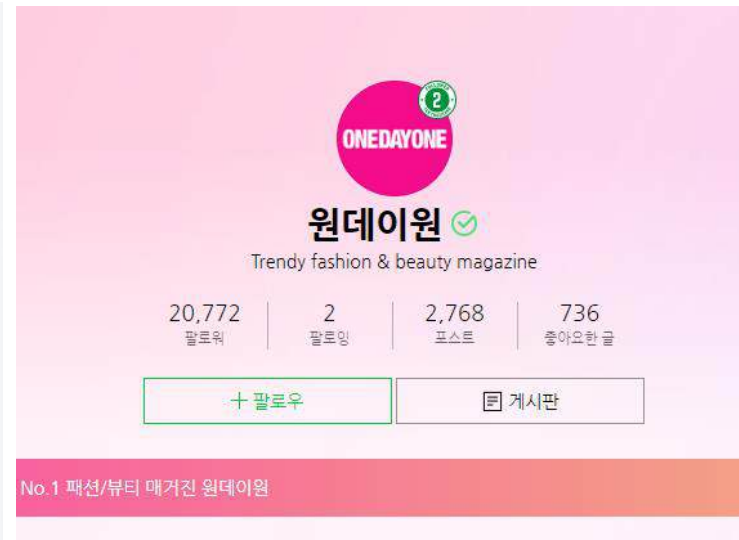 2
ONEDAYONE
원데이원
Trendy fashion & beauty magazine
20,772 2 2,768 736
팔로워 팔로잉 포스트 좋아요한 글
팔로우 게시판
No.1 패션/뷰티 매거진 원데이원